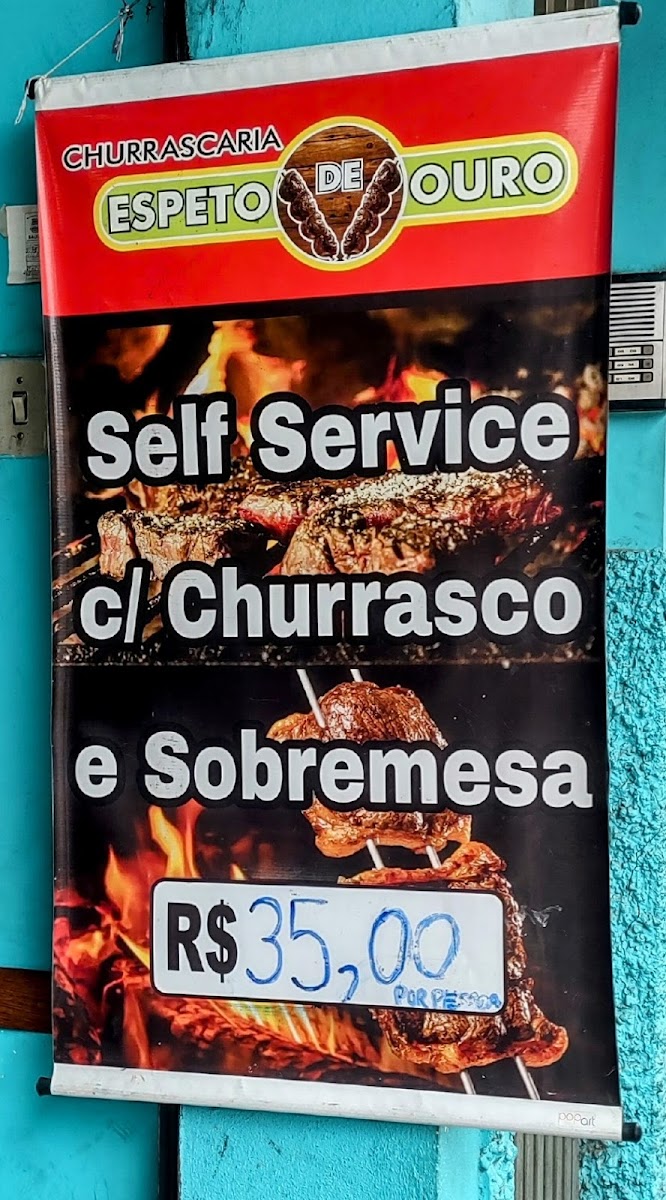 CHURRASCARIA
ESPETO DE OURO
Self Service
c/ Churrasco
e Sobremesa
R$ 35,00
POR PESSOA